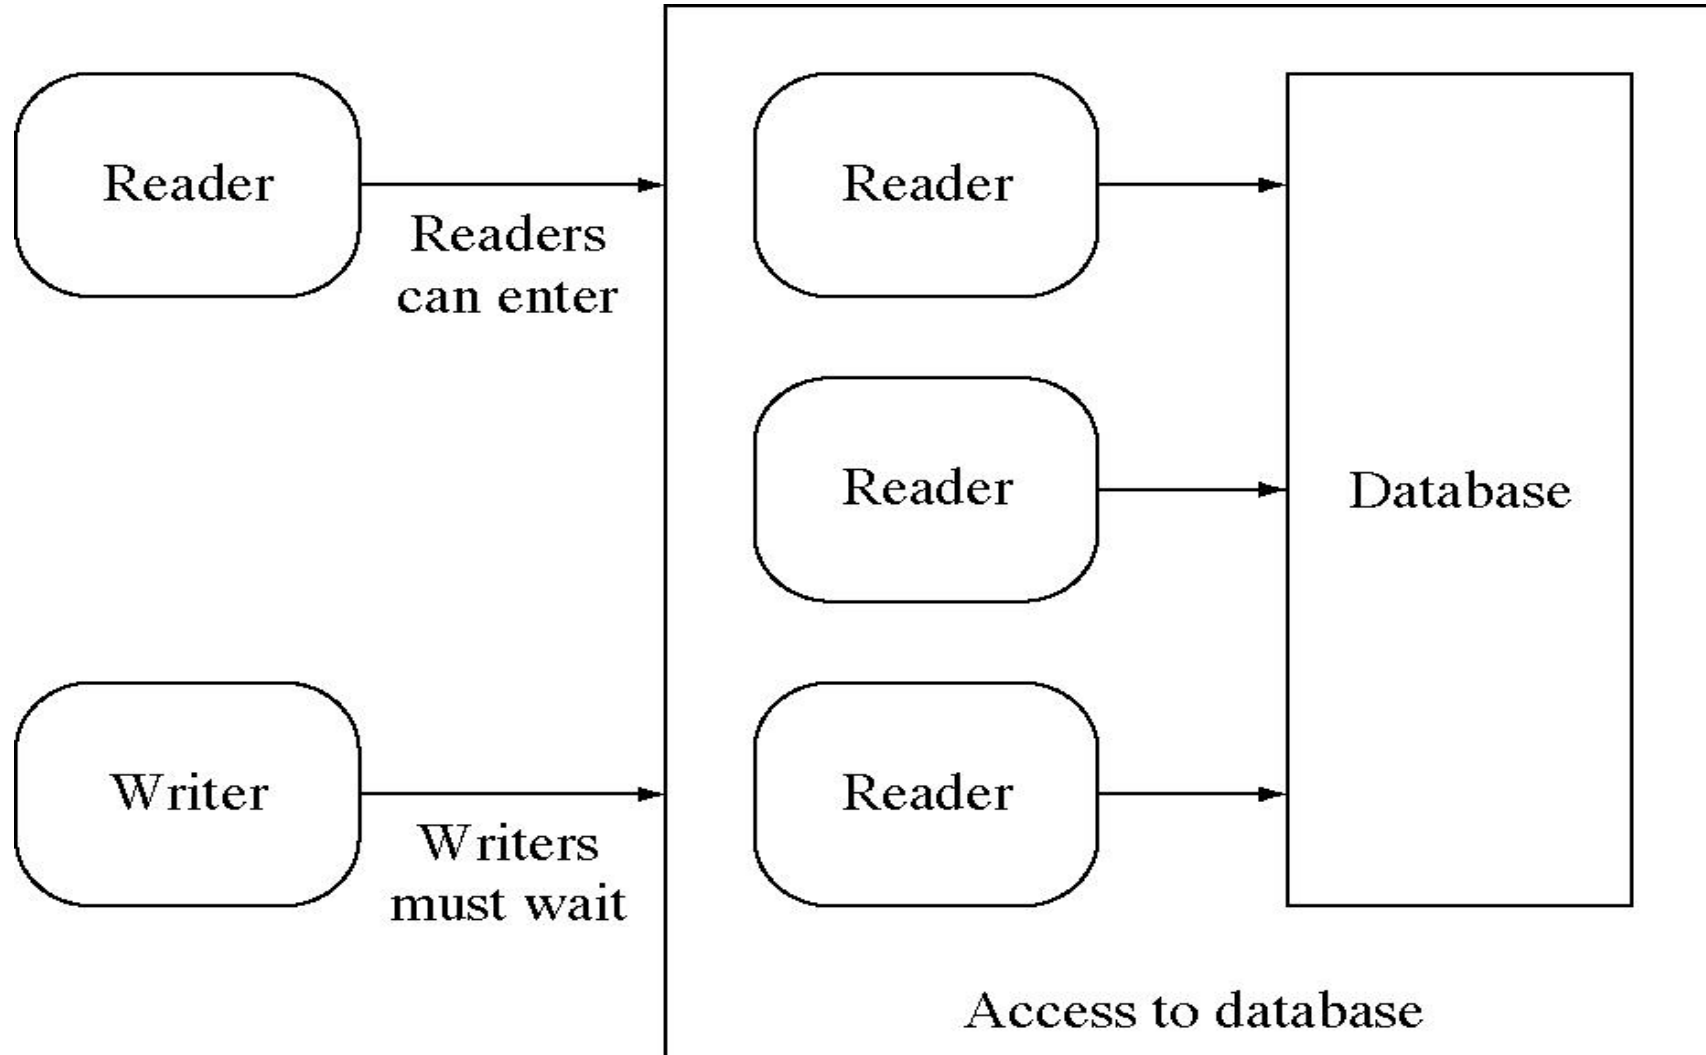 Reader
Readers
can enter
Reader
Reader
Database
Writer
Writers
must wait
Reader
Access to database